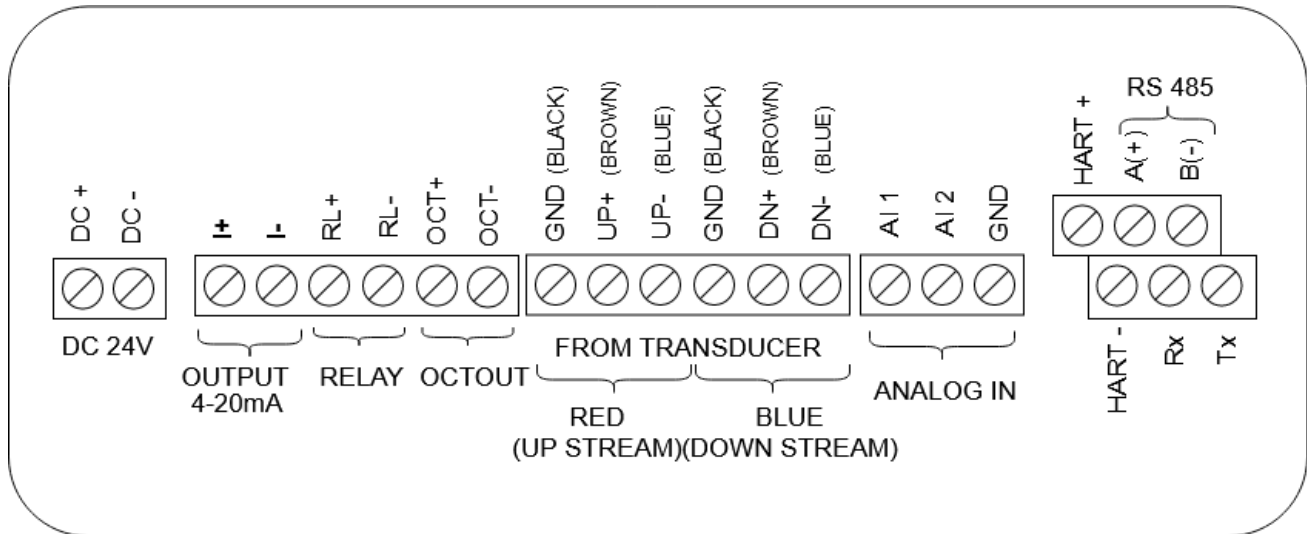 DC +
DC -
I+
I-
RL+
RL-
OCT+
OCT-
GND (BLACK)
UP+ (BROWN)
UP- (BLUE)
GND (BLACK)
DN+ (BROWN)
DN- (BLUE)
AI 1
AI 2
GND
HART +
RS 485
A(+)
B(-)
DC 24V
OUTPUT
4-20mA
RELAY
OCTOUT
FROM TRANSDUCER
RED
(UP STREAM)
BLUE
(DOWN STREAM)
ANALOG IN
HART -
Rx
Tx